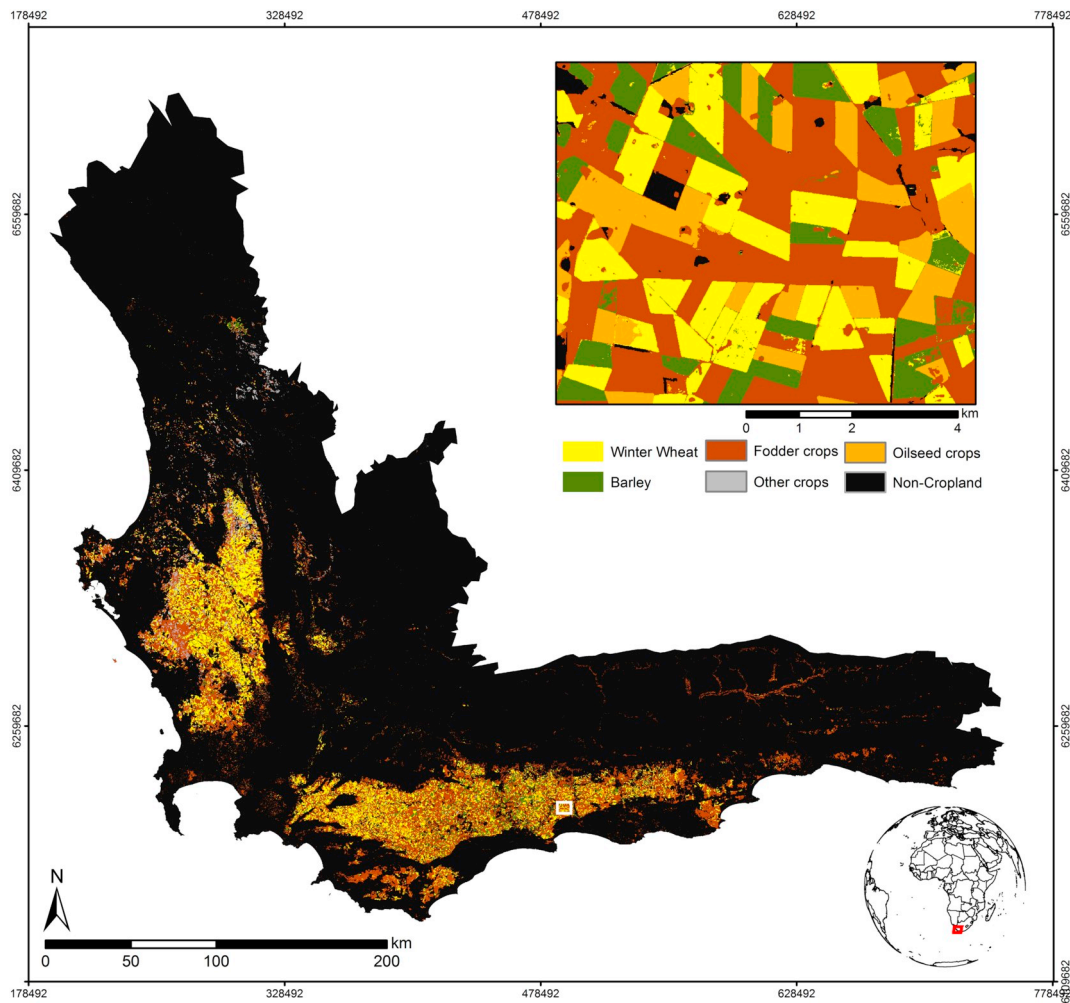 178492 328492 478492 628492 778492
6559682 6559682
km
0 1 2 4
Winter Wheat Fodder crops Oilseed crops
Barley Other crops Non-Cropland
6409682 6409682
6259682 6259682
N
km
0 50 100 200
178492 328492 478492 628492 778492